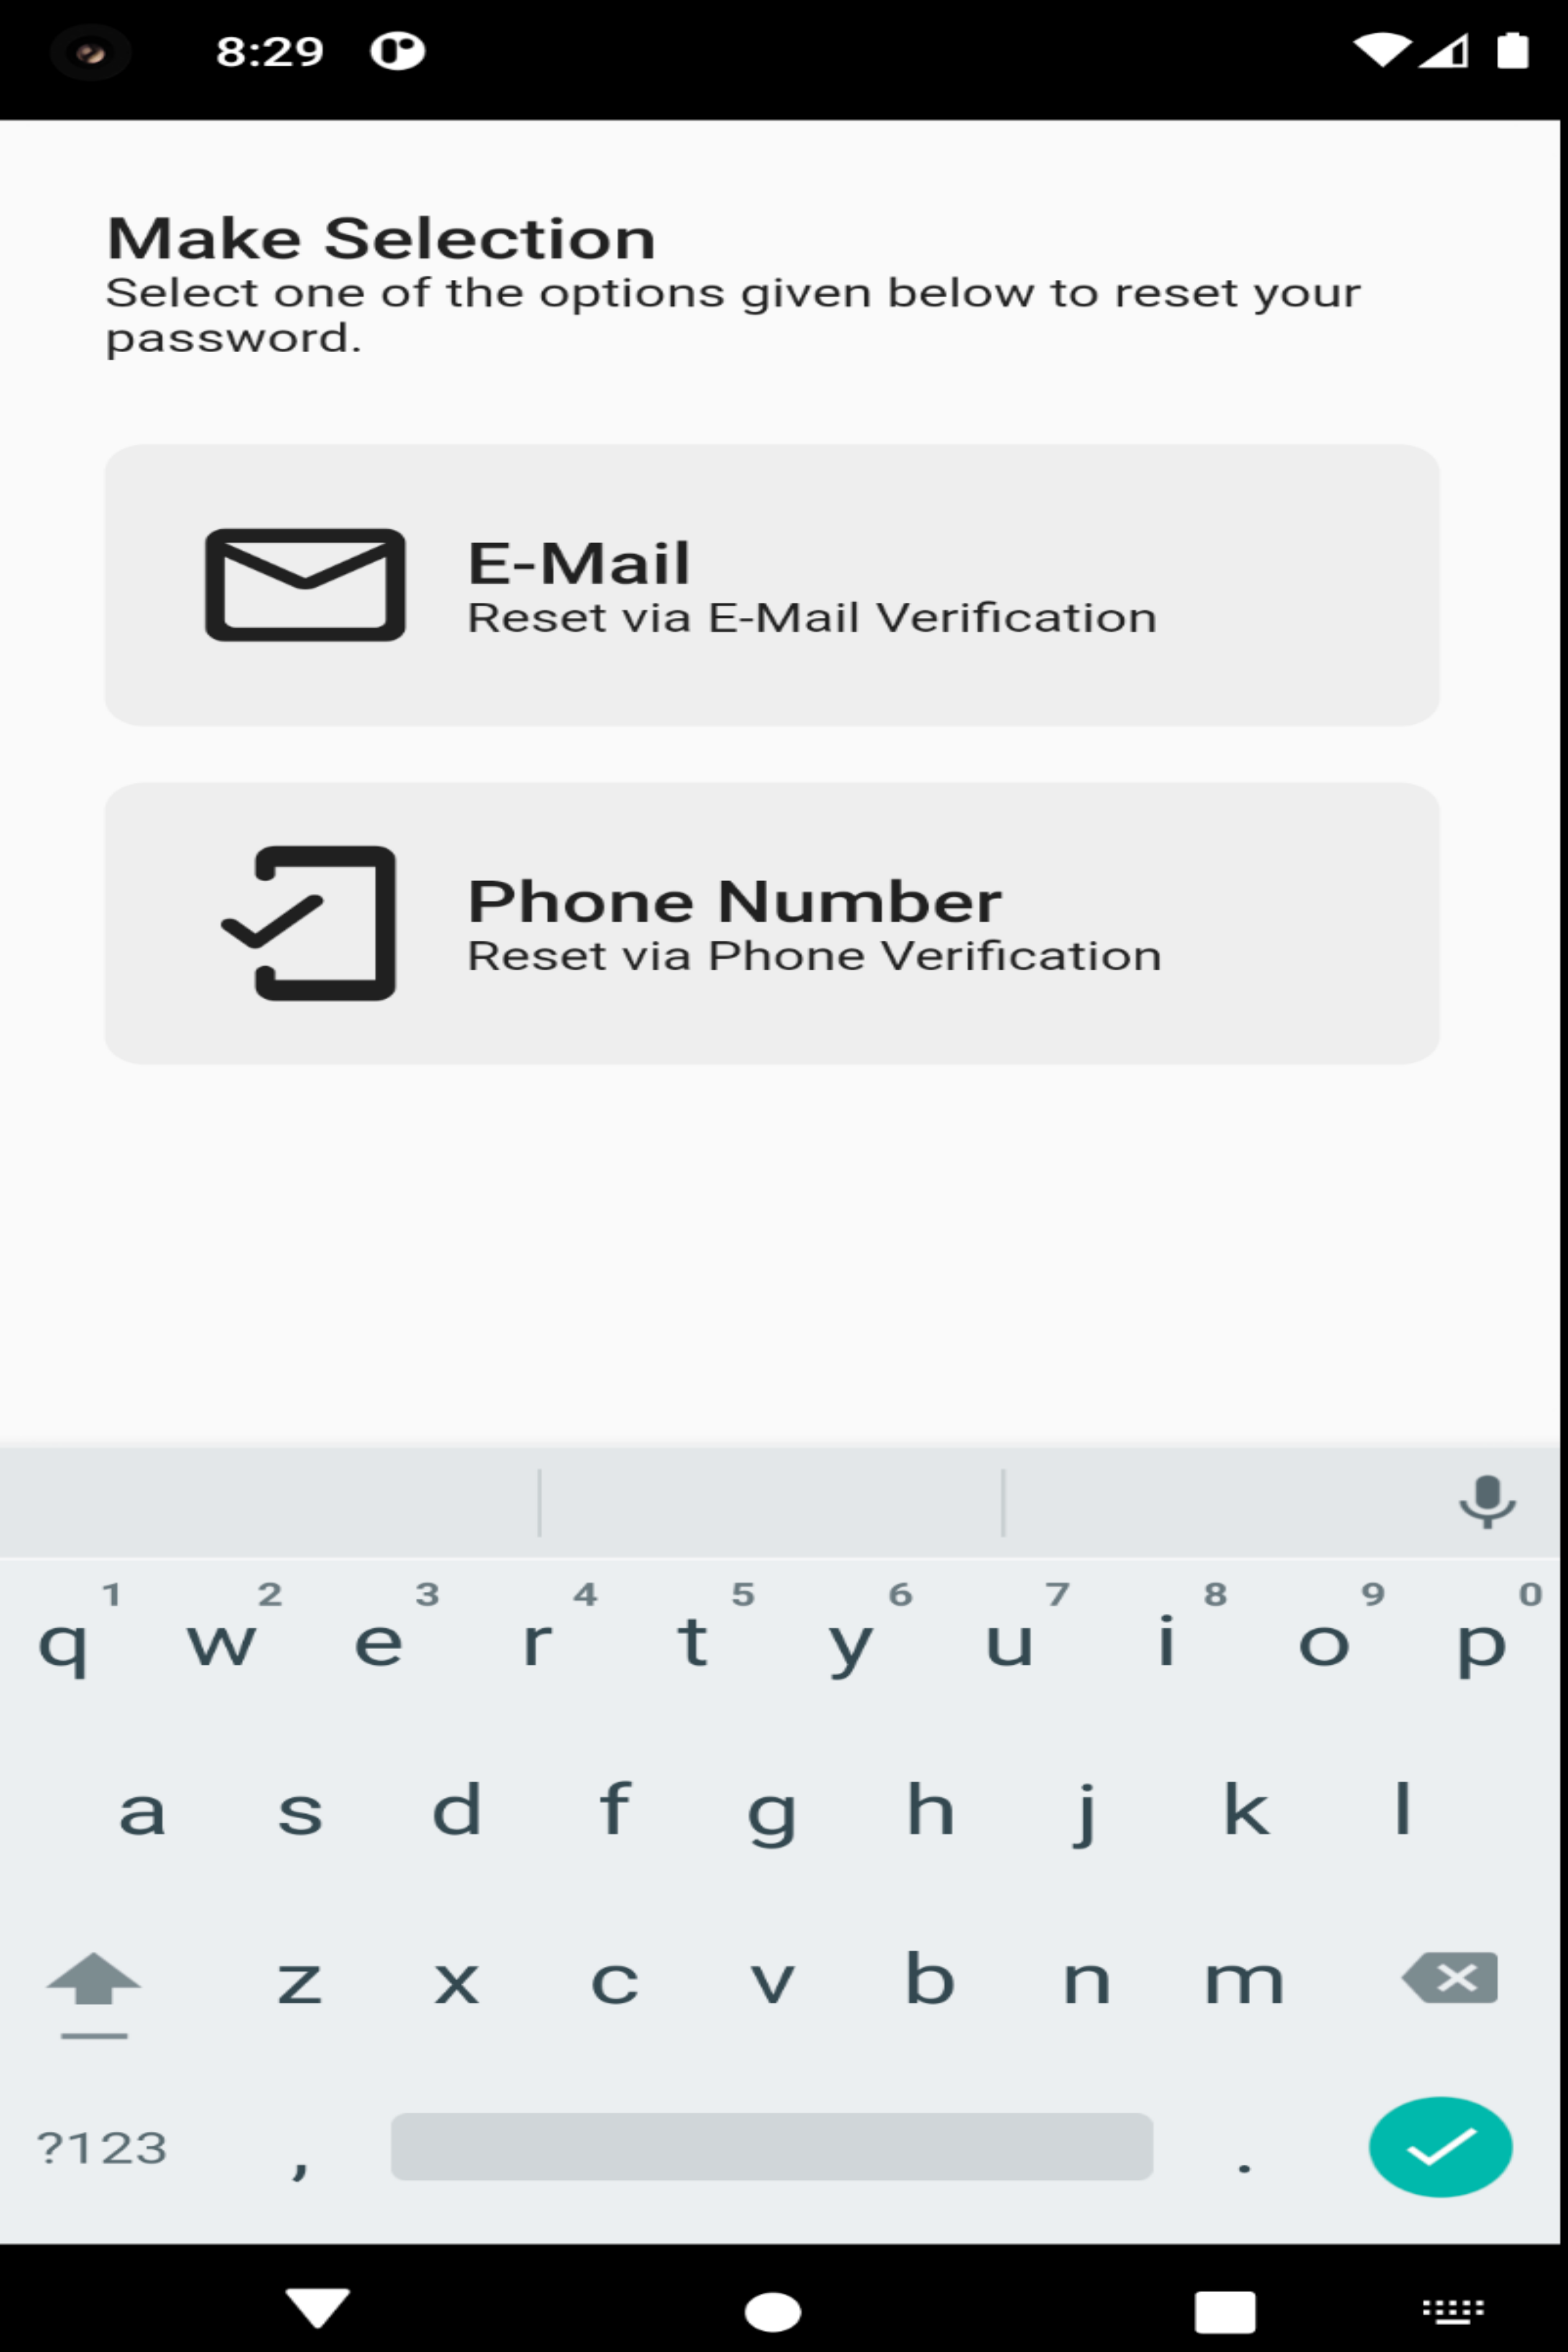 8:29
Make Selection
Select one of the options given below to reset your
password.
E-Mail
Reset via E-Mail Verification
Phone Number
Reset via Phone Verification
1 2 3 4 5 6 7 8 9 0
q w e r t y u i o p
a s d f g h j k l
z x c v b n m
?123 , .